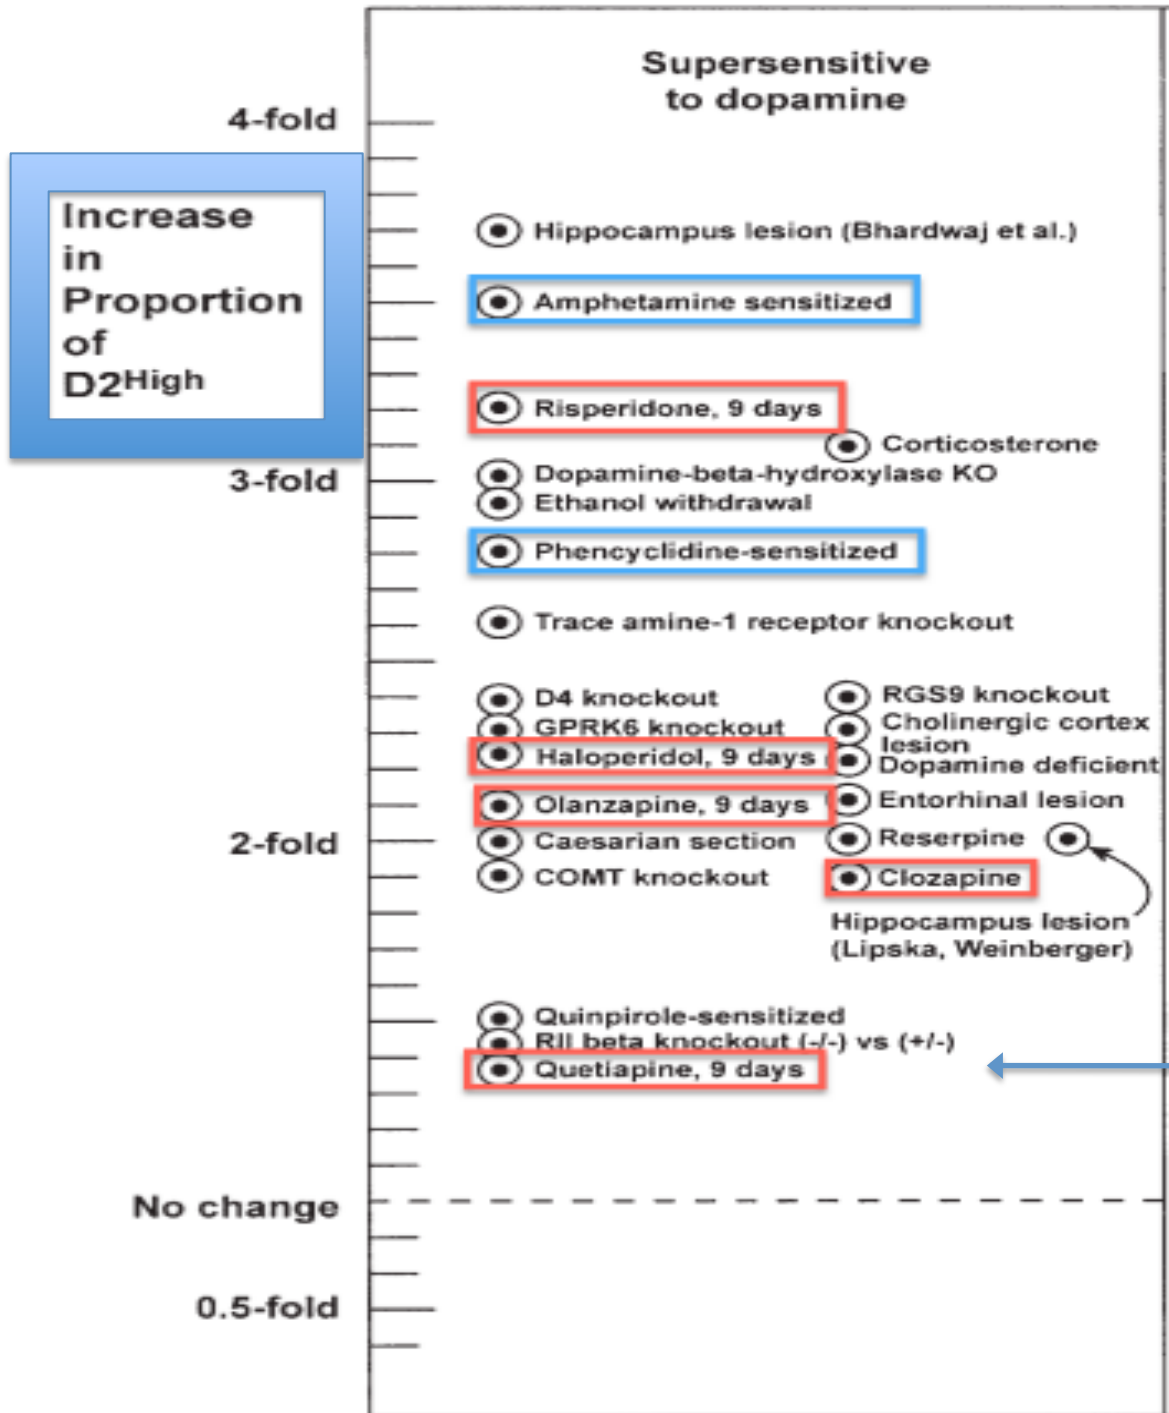 Supersensitive
to dopamine
4-fold
Increase
in
Proportion
of
D2High
Hippocampus lesion (Bhardwaj et al.)
Amphetamine sensitized
Risperidone, 9 days
Corticosterone
3-fold
Dopamine-beta-hydroxylase KO
Ethanol withdrawal
Phencyclidine-sensitized
Trace amine-1 receptor knockout
D4 knockout
RGS9 knockout
GPRK6 knockout
Cholinergic cortex
lesion
Haloperidol, 9 days
Dopamine deficient
Olanzapine, 9 days
Entorhinal lesion
2-fold
Caesarian section
Reserpine
COMT knockout
Clozapine
Hippocampus lesion
(Lipska, Weinberger)
Quinpirole-sensitized
RII beta knockout (-/-) vs (+/-)
Quetiapine, 9 days
No change
0.5-fold